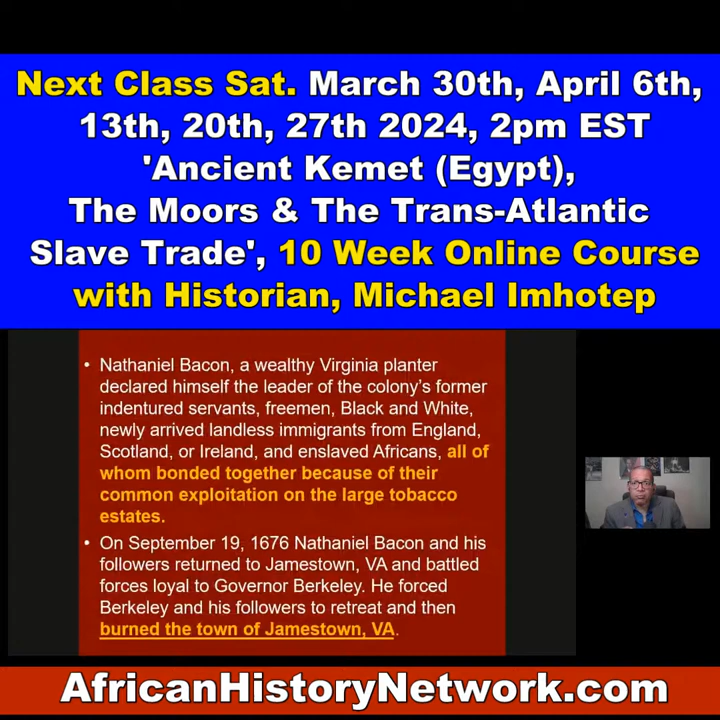 Next Class Sat. March 30th, April 6th,
13th, 20th, 27th 2024, 2pm EST
'Ancient Kemet (Egypt),
The Moors & The Trans-Atlantic
Slave Trade', 10 Week Online Course
with Historian, Michael Imhotep
• Nathaniel Bacon, a wealthy Virginia planter
declared himself the leader of the colony's former
indentured servants, freemen, Black and White,
newly arrived landless immigrants from England,
Scotland, or Ireland, and enslaved Africans, all of
whom bonded together because of their
common exploitation on the large tobacco
estates.
• On September 19, 1676 Nathaniel Bacon and his
followers returned to Jamestown, VA and battled
forces loyal to Governor Berkeley. He forced
Berkeley and his followers to retreat and then
burned the town of Jamestown, VA.
AfricanHistoryNetwork.com